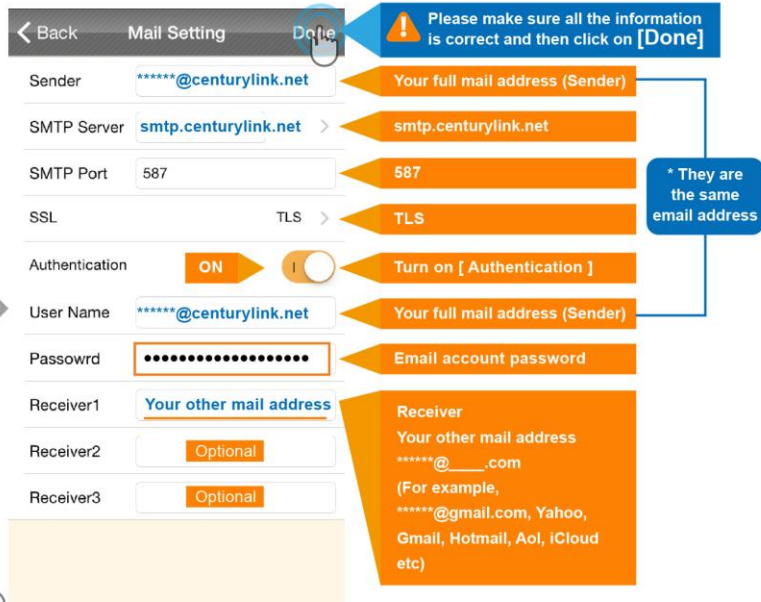 Back Mail Setting Done
Please make sure all the information
is correct and then click on [Done]
Sender ******@centurylink.net Your full mail address (Sender)
SMTP Server smtp.centurylink.net smtp.centurylink.net
SMTP Port 587 587
* They are
the same
email address
SSL TLS TLS
Authentication ON Turn on [ Authentication ]
User Name ******@centurylink.net Your full mail address (Sender)
Passowrd ●●●●●●●●●●●●●●●●●●● Email account password
Receiver1 Your other mail address
Receiver2 Optional
Receiver3 Optional
Receiver
Your other mail address
******@____.com
(For example,
******@gmail.com, Yahoo,
Gmail, Hotmail, Aol, iCloud
etc)